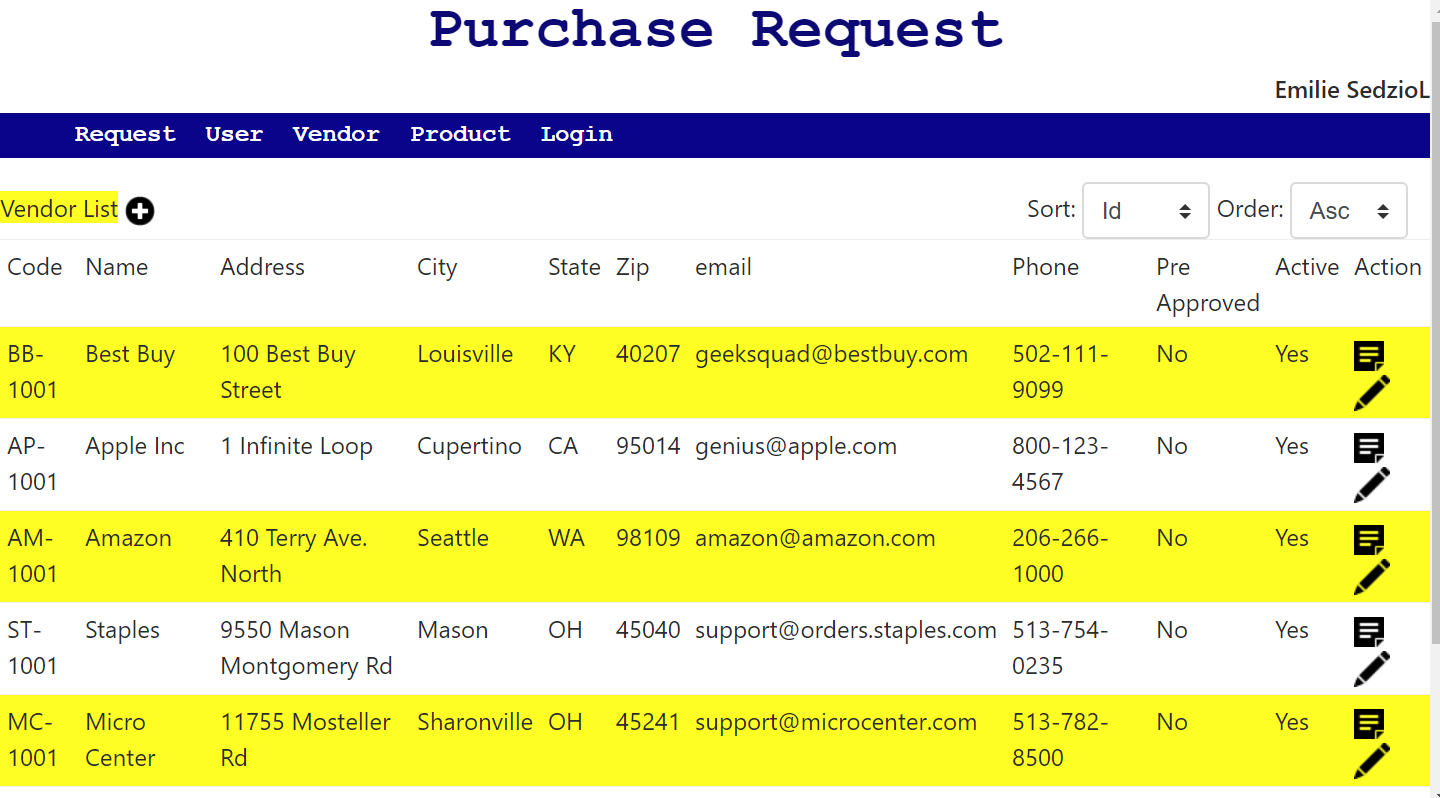 Purchase Request
Emilie SedzioL
Request User Vendor Product Login
Vendor List Sort: Id Order: Asc
Code Name Address City State Zip email Phone Pre Active Action
Approved
BB- Best Buy 100 Best Buy Louisville KY 40207 geeksquad@bestbuy.com 502-111- No Yes
1001 Street 9099
AP- Apple Inc 1 Infinite Loop Cupertino CA 95014 genius@apple.com 800-123- No Yes
1001 4567
AM- Amazon 410 Terry Ave. Seattle WA 98109 amazon@amazon.com 206-266- No Yes
1001 North 1000
ST- Staples 9550 Mason Mason OH 45040 support@orders.staples.com 513-754- No Yes
1001 Montgomery Rd 0235
MC- Micro 11755 Mosteller Sharonville OH 45241 support@microcenter.com 513-782- No Yes
1001 Center Rd 8500